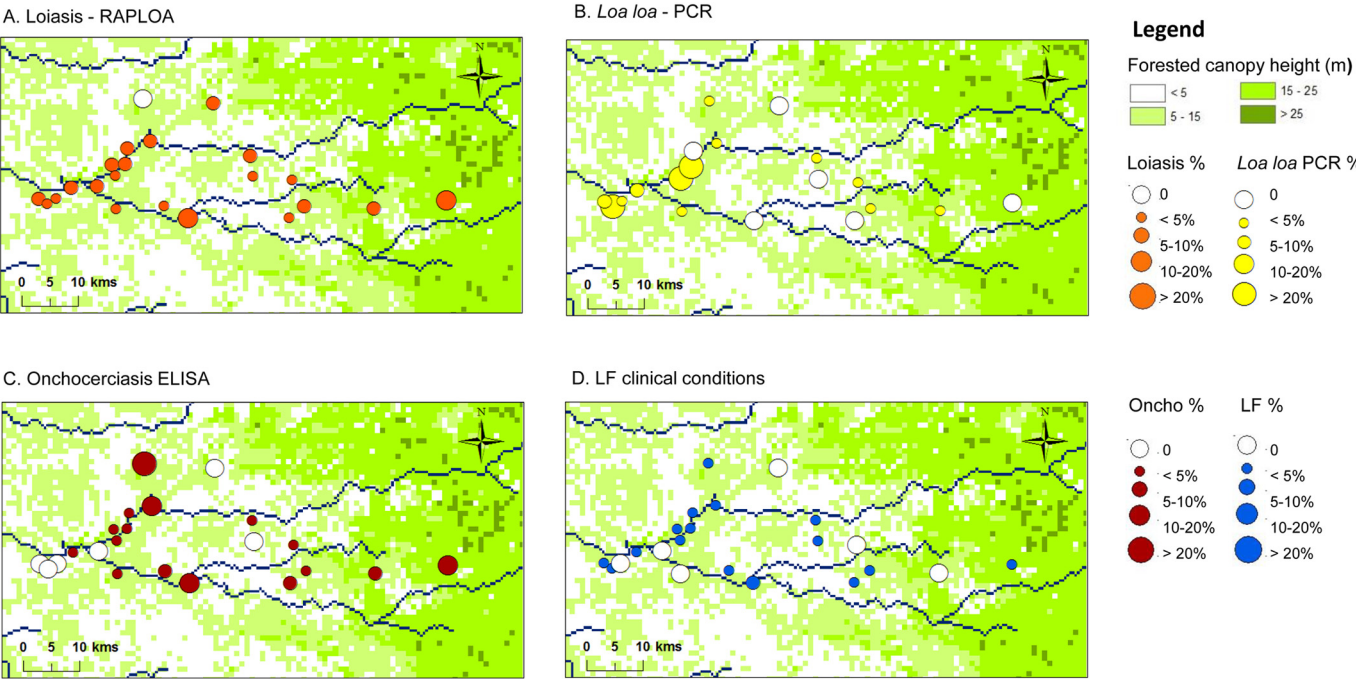 A. Loiasis - RAPLOA
N
0 5 10 kms
B. Loa loa - PCR
N
0 5 10 kms
Legend
Forested canopy height (m)
< 5
15 - 25
5 - 15
> 25
Loiasis %
0
< 5%
5-10%
10-20%
> 20%
Loa loa PCR %
0
< 5%
5-10%
10-20%
> 20%
C. Onchocerciasis ELISA
N
0 5 10 kms
D. LF clinical conditions
N
0 5 10 kms
Oncho %
0
< 5%
5-10%
10-20%
> 20%
LF %
0
< 5%
5-10%
10-20%
> 20%